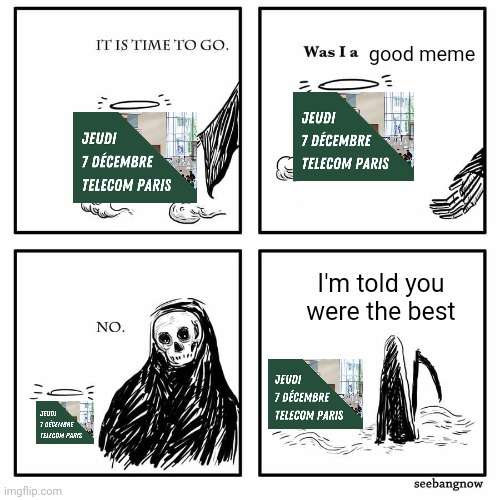 IT IS TIME TO GO.
JEUDI
7 DÉCEMBRE
TELECOM PARIS
Was I a good meme
JEUDI
7 DÉCEMBRE
TELECOM PARIS
NO.
JEUDI
7 DÉCEMBRE
TELECOM PARIS
I'm told you
were the best
JEUDI
7 DÉCEMBRE
TELECOM PARIS
seebangnow
imgflip.com